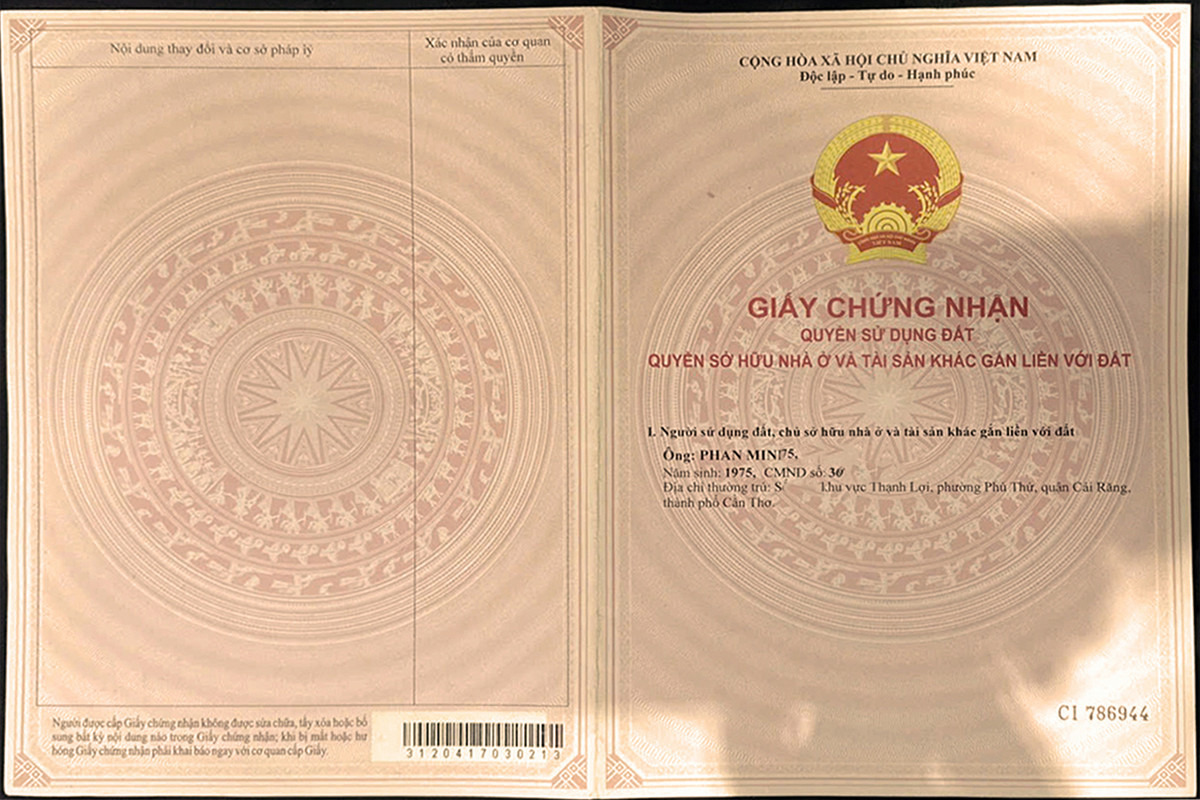 Nội dung thay đổi và cơ sở pháp lý
Xác nhận của cơ quan
có thẩm quyền
Người được cấp Giấy chứng nhận không được sửa chữa, tẩy xóa hoặc bổ
sung bất kỳ nội dung nào trong Giấy chứng nhận; khi bị mất hoặc hư
hỏng Giấy chứng nhận phải khai báo ngay với cơ quan cấp Giấy.
3120417030213
CỘNG HÒA XÃ HỘI CHỦ NGHĨA VIỆT NAM
Độc lập - Tự do - Hạnh phúc
VIỆT NAM
GIẤY CHỨNG NHẬN
QUYỀN SỬ DỤNG ĐẤT
QUYỀN SỞ HỮU NHÀ Ở VÀ TÀI SẢN KHÁC GẮN LIỀN VỚI ĐẤT
I. Người sử dụng đất, chủ sở hữu nhà ở và tài sản khác gắn liền với đất
Ông: PHAN MIN
Năm sinh: 1975, CMND số: 30
Địa chỉ thường trú: khu vực Thạnh Lợi, phường Phú Thứ, quận Cái Răng,
thành phố Cần Thơ.
CI 786944